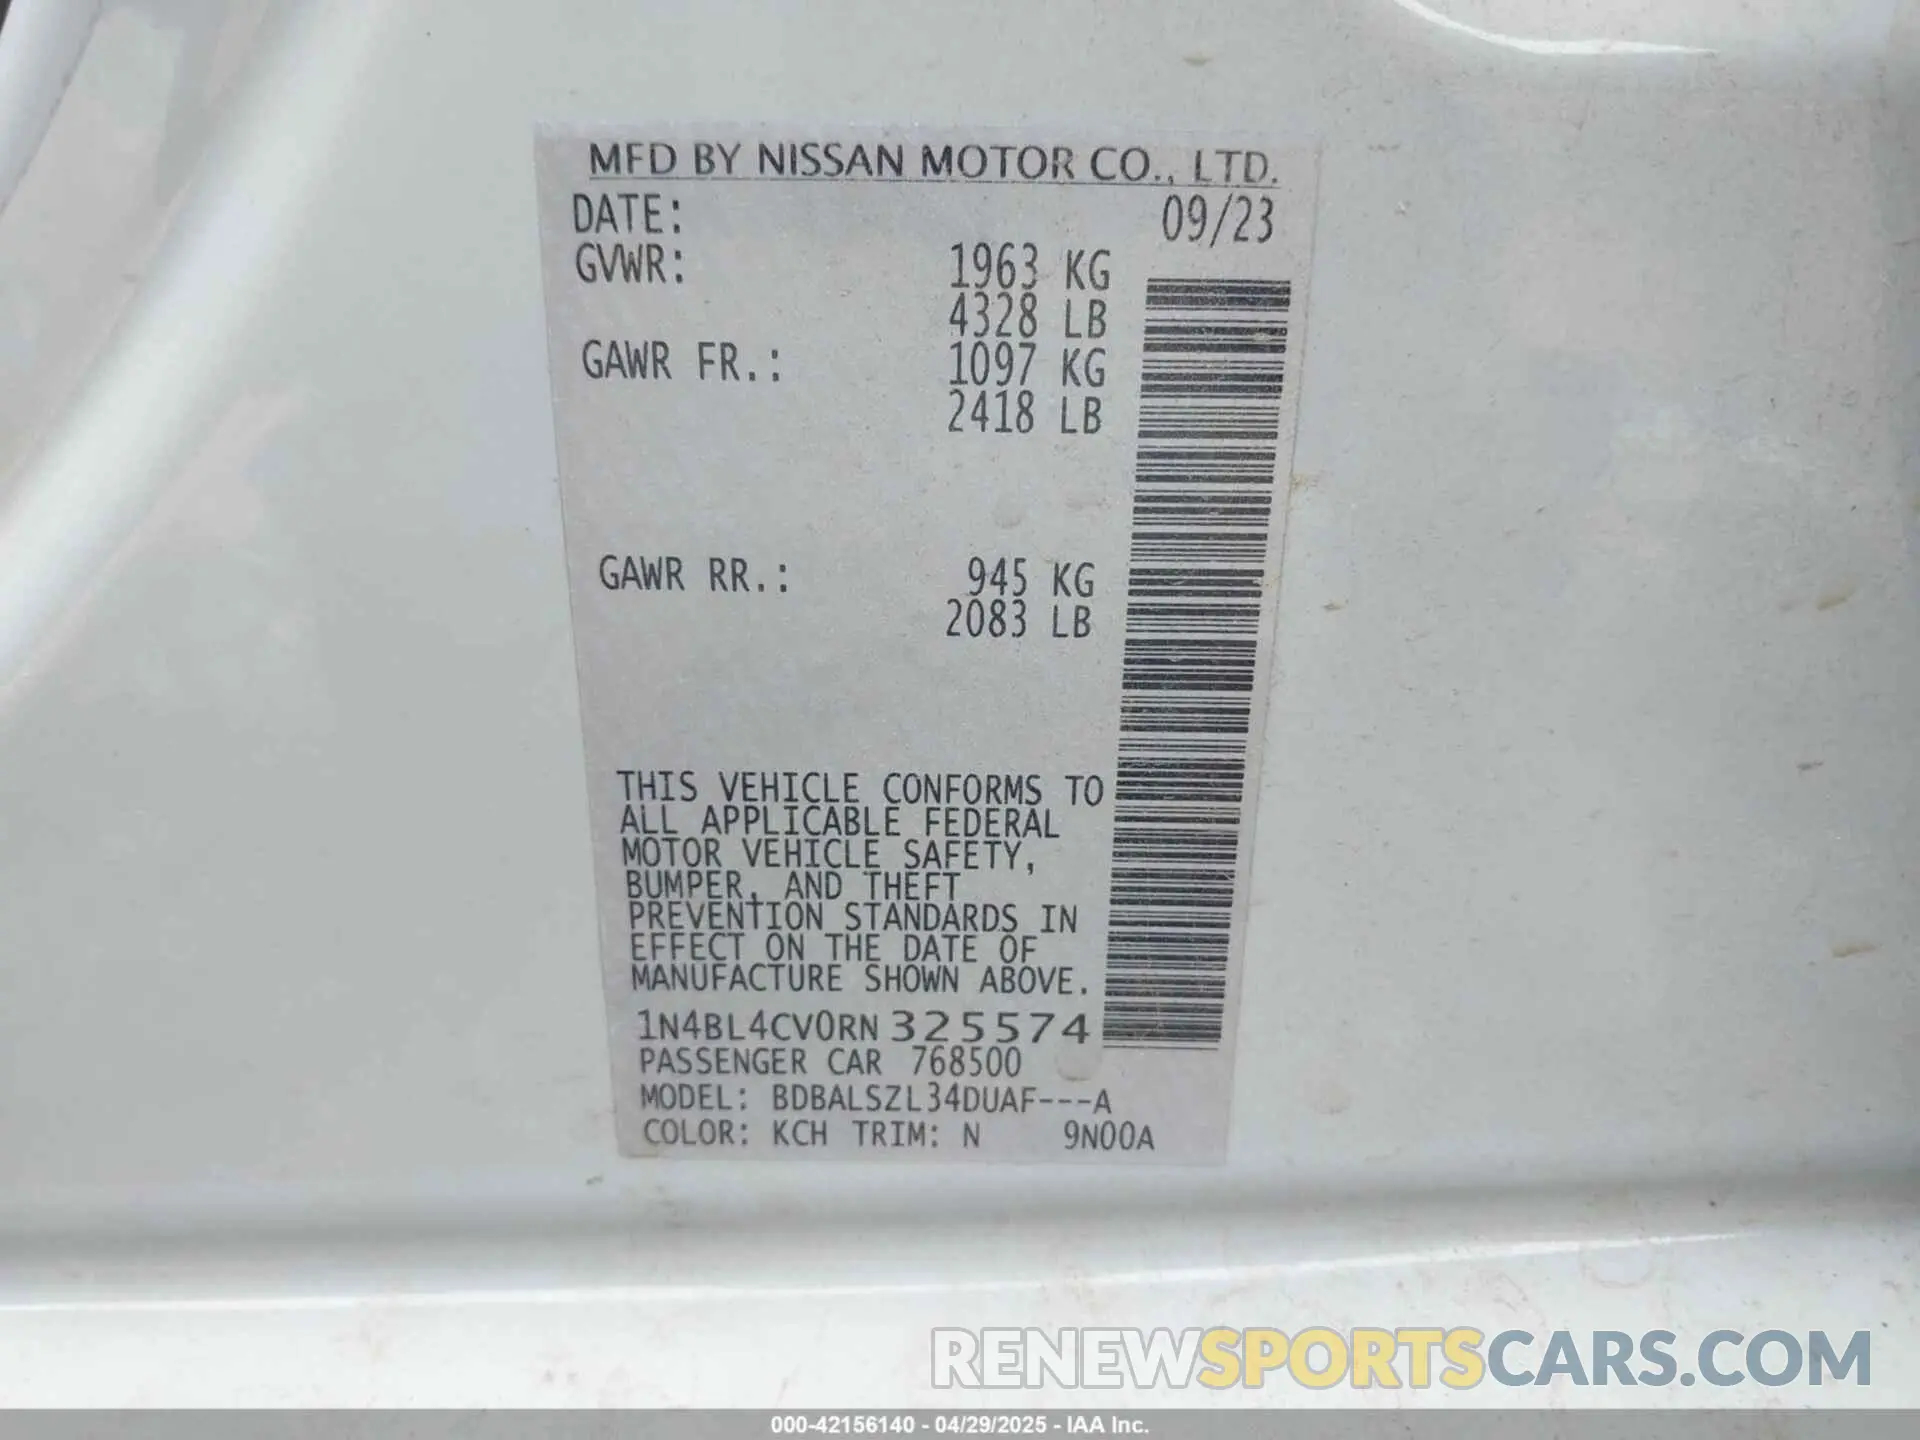 MFD BY NISSAN MOTOR CO., LTD.
DATE: 09/23
GVWR: 1963 KG
4328 LB
GAWR FR.: 1097 KG
2418 LB
GAWR RR.: 945 KG
2083 LB
THIS VEHICLE CONFORMS TO
ALL APPLICABLE FEDERAL
MOTOR VEHICLE SAFETY,
BUMPER, AND THEFT
PREVENTION STANDARDS IN
EFFECT ON THE DATE OF
MANUFACTURE SHOWN ABOVE.
1N4BL4CV0RN325574
PASSENGER CAR 768500
MODEL: BDBALSZL34DUAF---A
COLOR: KCH TRIM: N 9N00A
RENEWSPORTSCARS.COM
000-42156140 - 04/29/2025 - IAA Inc.